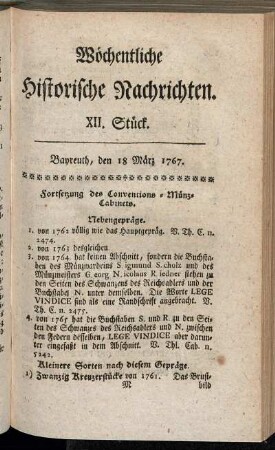 Wöchentliche
Historische Nachrichten.
XII. Stück.
Bayreuth, den 18 März 1767.
Fortsetzung des Conventions-Münz-
Cabinets.
Nebengepräge.
1. von 1762 völlig wie das Hauptgepräg. V. Th. C. n.
2474.
2. von 1763 desgleichen
3. von 1764 hat keinen Abschnitt, sondern die Buchsta-
ben des Münzwardeins S. igmund S. cholz und des
Münzmeisters G. eorg N. icolaus R. iedner stehen zu
den Seiten des Schwanzens des Reichsadlers und der
Buchstabe N. unter demselben. Die Worte LEGE
VINDICE sind als eine Randschrift angebracht. V.
Th. C. n. 2475.
4. von 1765 hat die Buchstaben S. und R. zu den Sei-
ten des Schwanzes des Reichsadlers und N. zwischen
den Federn desselben, LEGE VINDICE aber darun-
ter eingefaßt in dem Abschnitt. V. Thl. Cab. n.
5242.
Kleinere Sorten nach diesem Gepräge.
1) Zwanzig Kreuzerstücke von 1761. Das Brust-
M bild